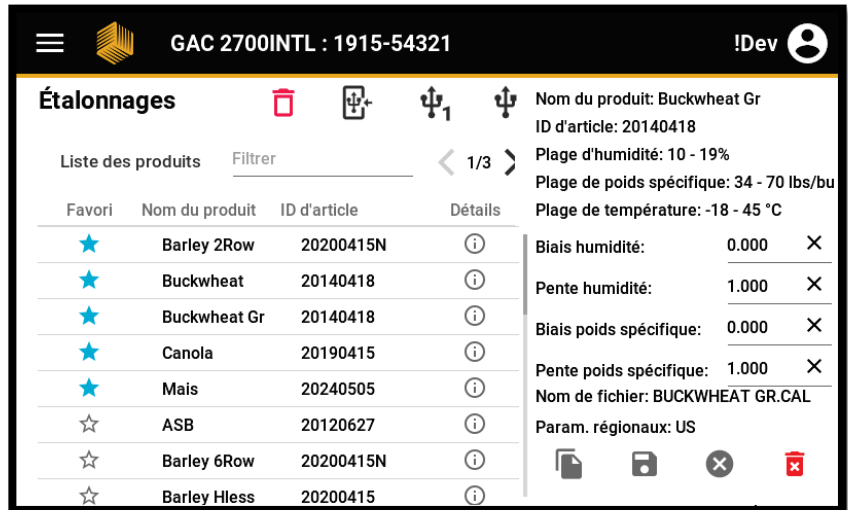 GAC 2700INTL : 1915-54321 !Dev
Étalonnages
1
Liste des produits Filtrer 1/3
Favori Nom du produit ID d'article Détails
Barley 2Row 20200415N
Buckwheat 20140418
Buckwheat Gr 20140418
Canola 20190415
Mais 20240505
ASB 20120627
Barley 6Row 20200415N
Barley Hless 20200415
Nom du produit: Buckwheat Gr
ID d'article: 20140418
Plage d'humidité: 10 - 19%
Plage de poids spécifique: 34 - 70 lbs/bu
Plage de température: -18 - 45 °C
Biais humidité: 0.000
Pente humidité: 1.000
Biais poids spécifique: 0.000
Pente poids spécifique: 1.000
Nom de fichier: BUCKWHEAT GR.CAL
Param. régionaux: US